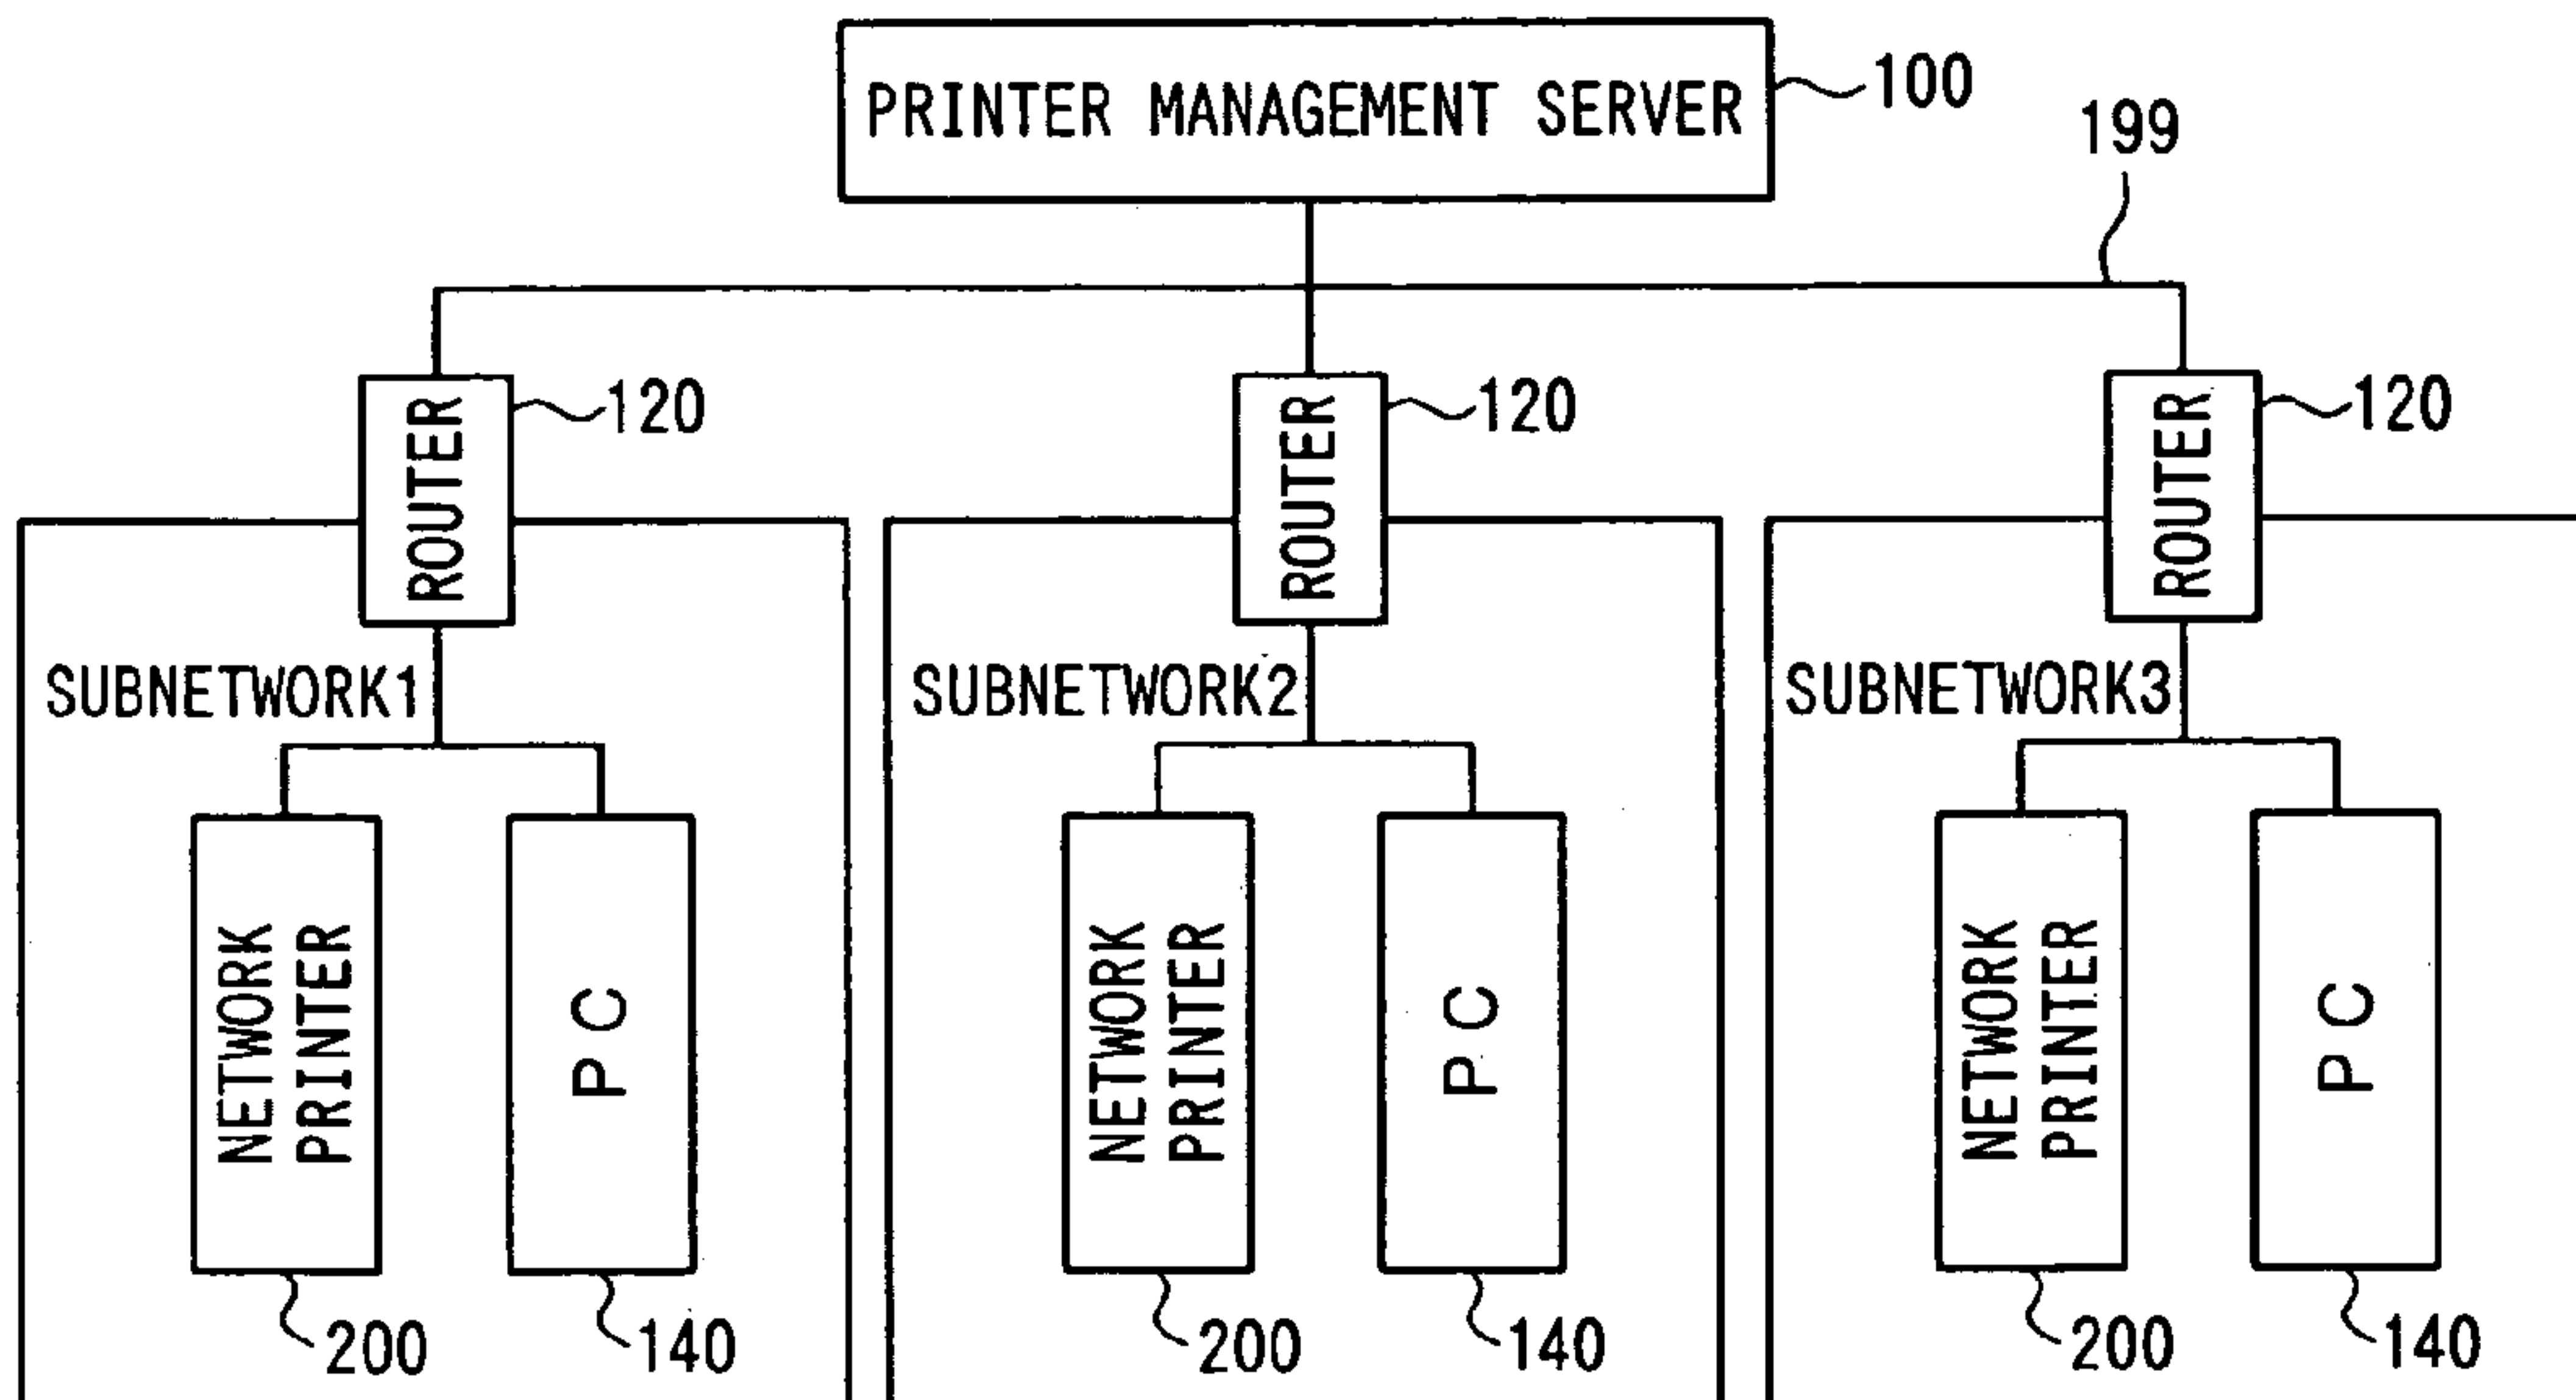 PRINTER MANAGEMENT SERVER
100
199
ROUTER
120
ROUTER
120
ROUTER
120
SUBNETWORK1
SUBNETWORK2
SUBNETWORK3
NETWORK
PRINTER
PC
NETWORK
PRINTER
PC
NETWORK
PRINTER
PC
200
140
200
140
200
140